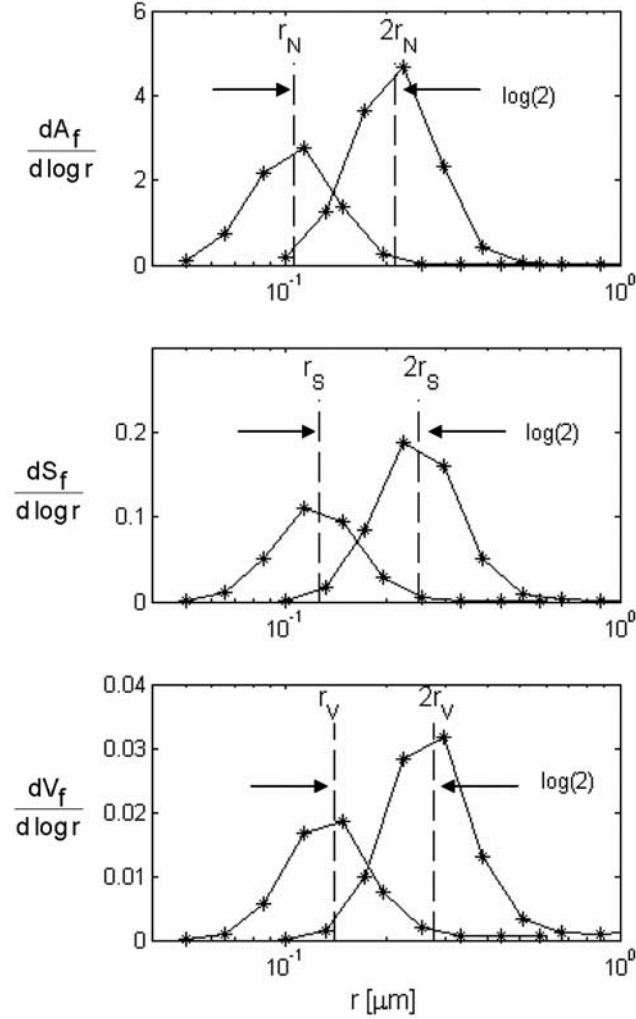 r_N 2r_N
6
4
2
0
dA_f
d log r
log(2)
10^-1 10^0
r_S 2r_S
0.2
0.1
0
dS_f
d log r
log(2)
10^-1 10^0
r_V 2r_V
0.04
0.03
0.02
0.01
0
dV_f
d log r
log(2)
10^-1 10^0
r [μm]